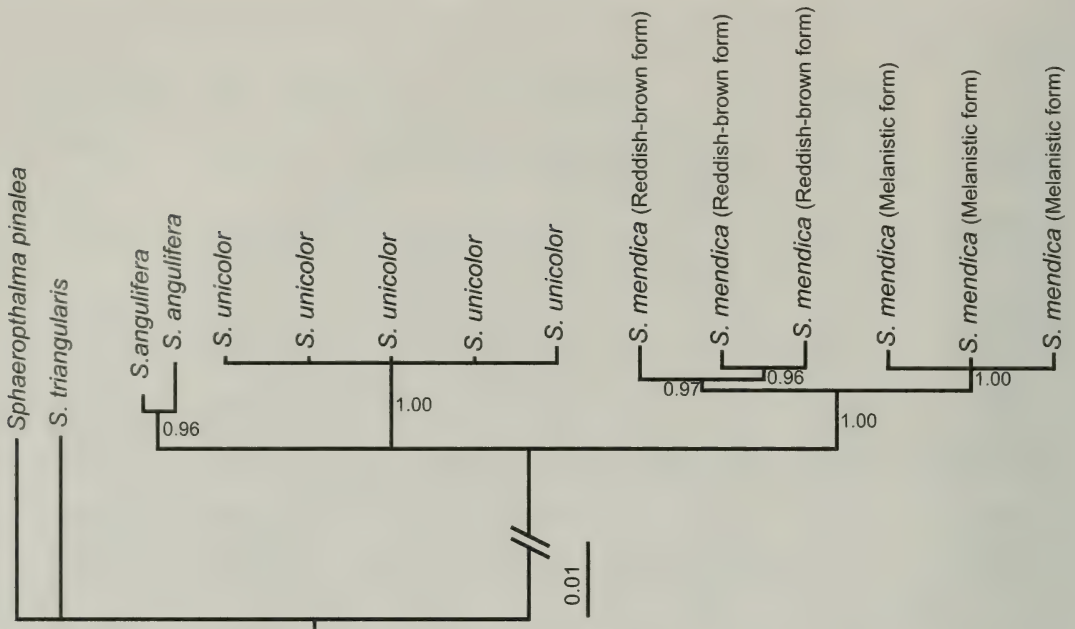 Sphaeropthalma pinalea
S. triangularis
S.angulifera
S. angulifera
0.96
S. unicolor
S. unicolor
S. unicolor
S. unicolor
S. unicolor
1.00
S. mendica (Reddish-brown form)
S. mendica (Reddish-brown form)
S. mendica (Reddish-brown form)
0.97
0.96
S. mendica (Melanistic form)
S. mendica (Melanistic form)
S. mendica (Melanistic form)
1.00
1.00
0.01